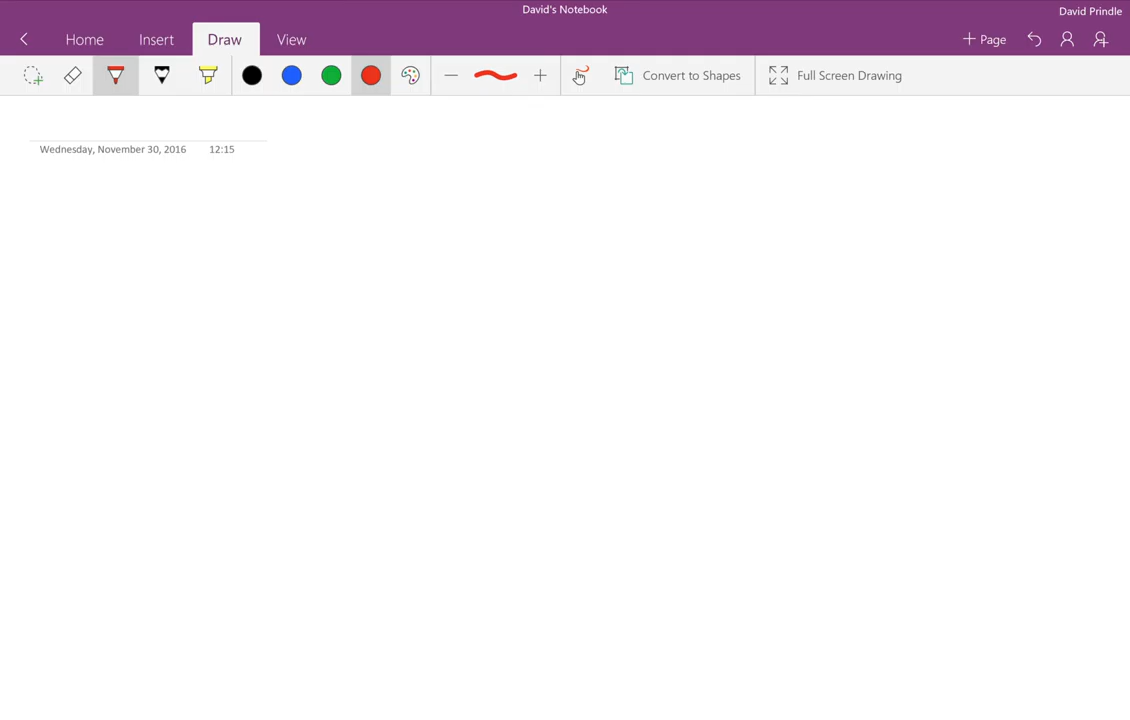 David's Notebook
David Prindle
Home Insert Draw View + Page
Convert to Shapes Full Screen Drawing
Wednesday, November 30, 2016 12:15